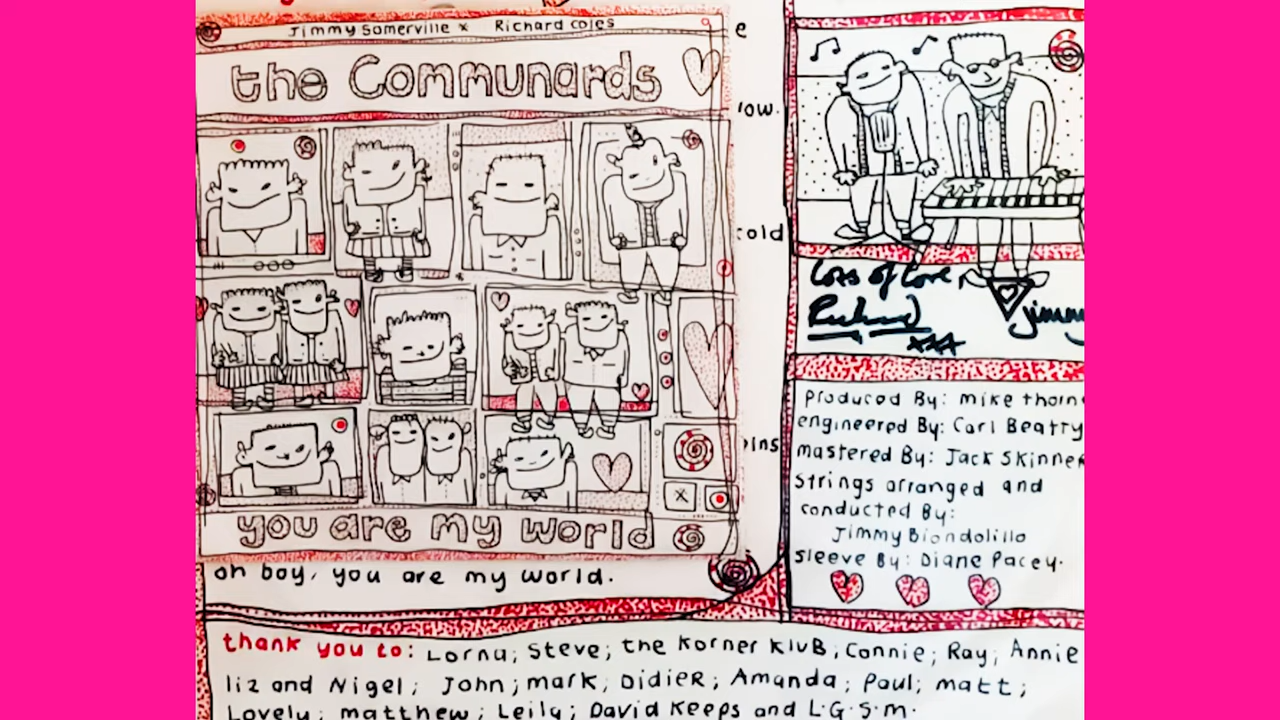 Jimmy Somerville x Richard Coles
the Communards
you are my world
oh boy, you are my world.
e
low.
old
ins
Lots of love
Richard
xxx
jimmy
produced By: mike thorn
engineered By: Carl Beatty
mastered By: Jack Skinner
Strings arranged and
conducted By:
Jimmy Biondolillo
sleeve By: Diane Pacey.
thank you to: Lorna; Steve; the Korner Klub; Connie; Ray; Annie
liz and Nigel; John; mark; Didier; Amanda; Paul; matt;
Lovely; matthew; Leila; David Keeps and L.G.S.m.